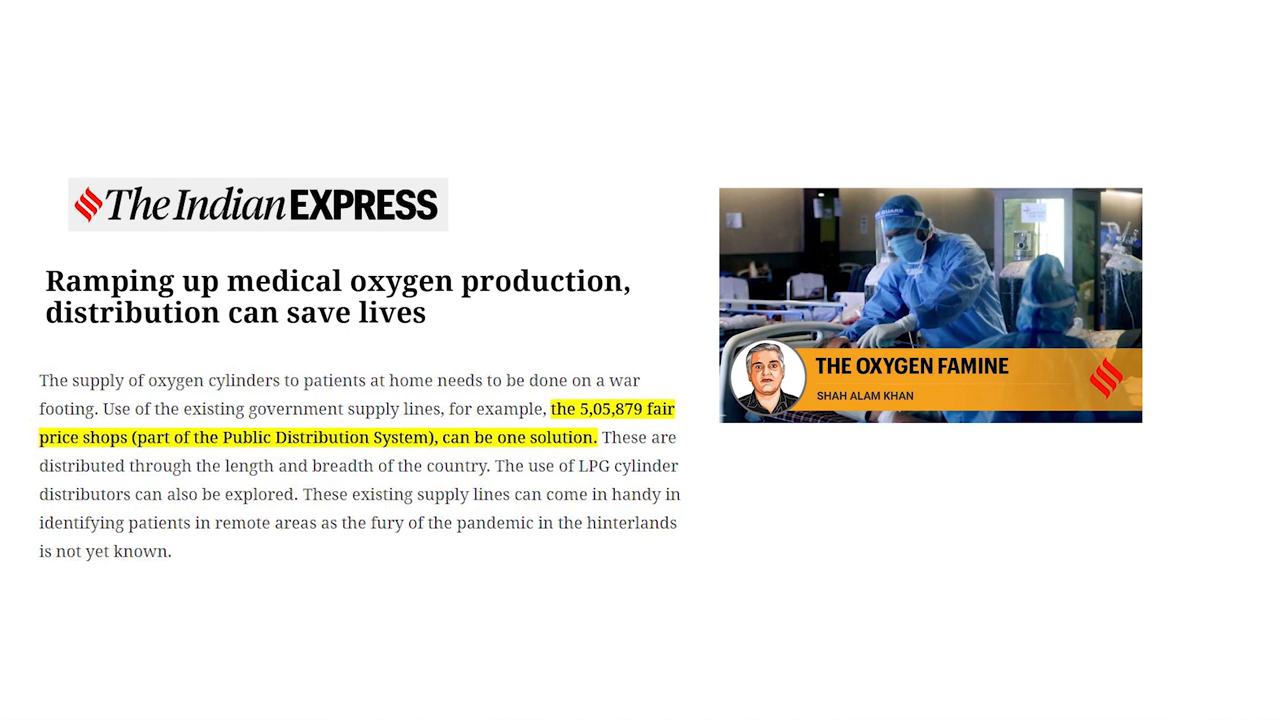 The Indian EXPRESS
Ramping up medical oxygen production,
distribution can save lives
The supply of oxygen cylinders to patients at home needs to be done on a war
footing. Use of the existing government supply lines, for example, the 5,05,879 fair
price shops (part of the Public Distribution System), can be one solution. These are
distributed through the length and breadth of the country. The use of LPG cylinder
distributors can also be explored. These existing supply lines can come in handy in
identifying patients in remote areas as the fury of the pandemic in the hinterlands
is not yet known.
THE OXYGEN FAMINE
SHAH ALAM KHAN